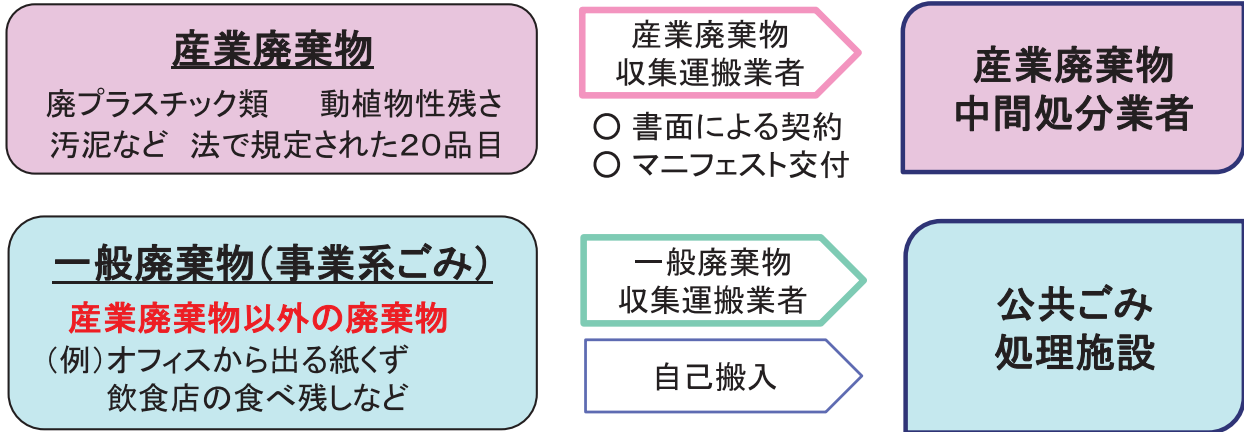 産業廃棄物
廃プラスチック類　動植物性残さ
汚泥など　法で規定された20品目
産業廃棄物
収集運搬業者
○ 書面による契約
○ マニフェスト交付
産業廃棄物
中間処分業者
一般廃棄物(事業系ごみ)
産業廃棄物以外の廃棄物
(例)オフィスから出る紙くず
飲食店の食べ残しなど
一般廃棄物
収集運搬業者
自己搬入
公共ごみ
処理施設